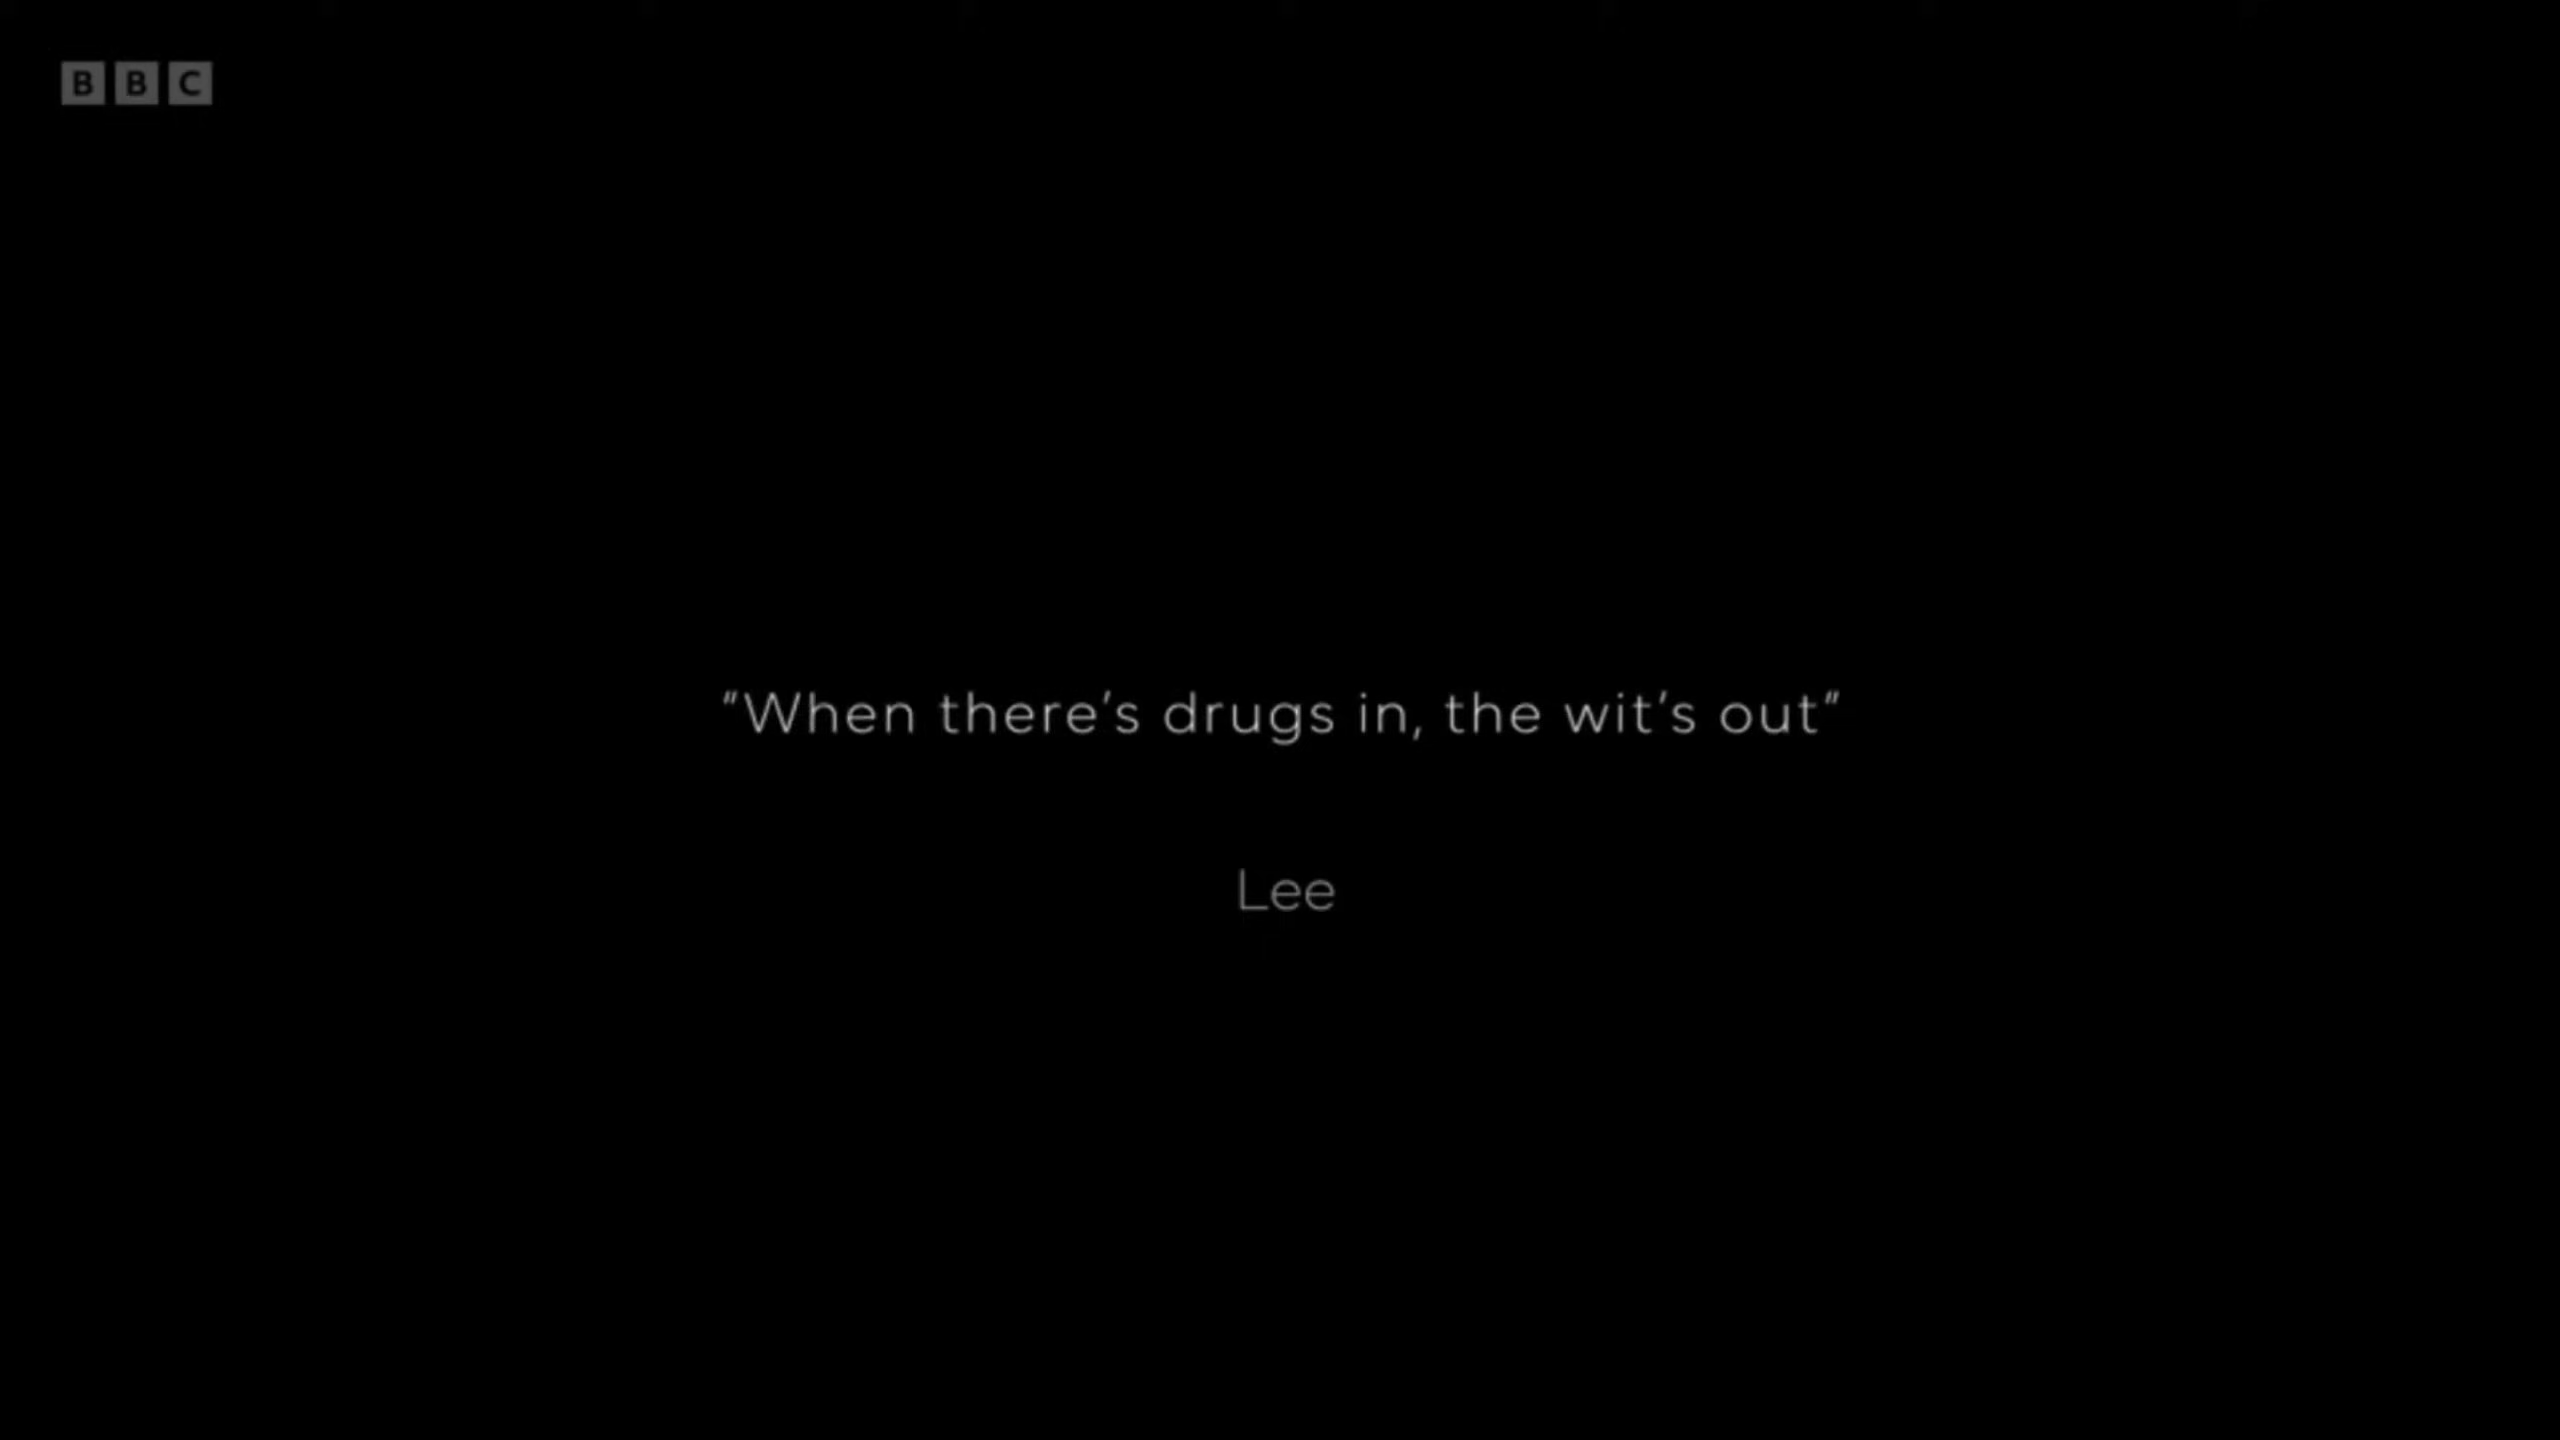 BBC
"When there's drugs in, the wit's out"
Lee